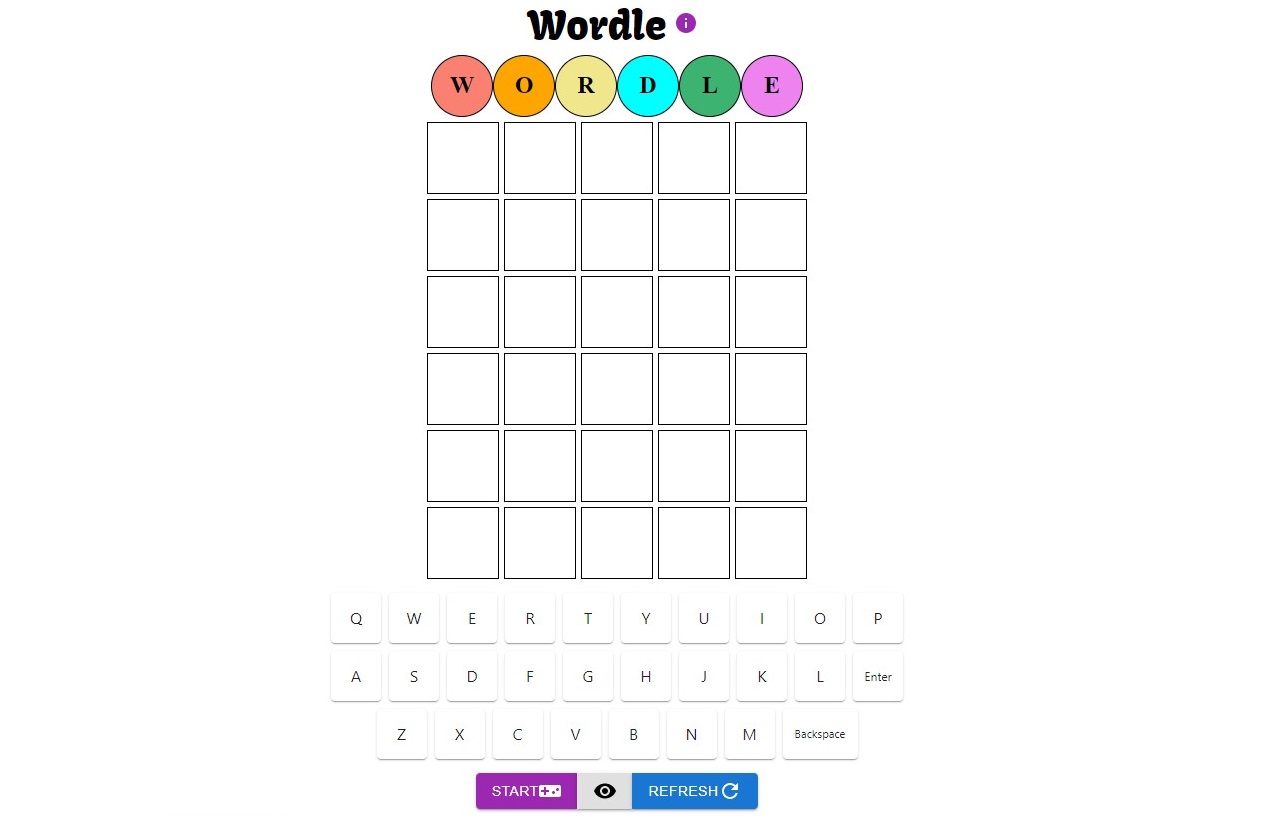 Wordle i
W O R D L E
Q W E R T Y U I O P
A S D F G H J K L Enter
Z X C V B N M Backspace
START REFRESH